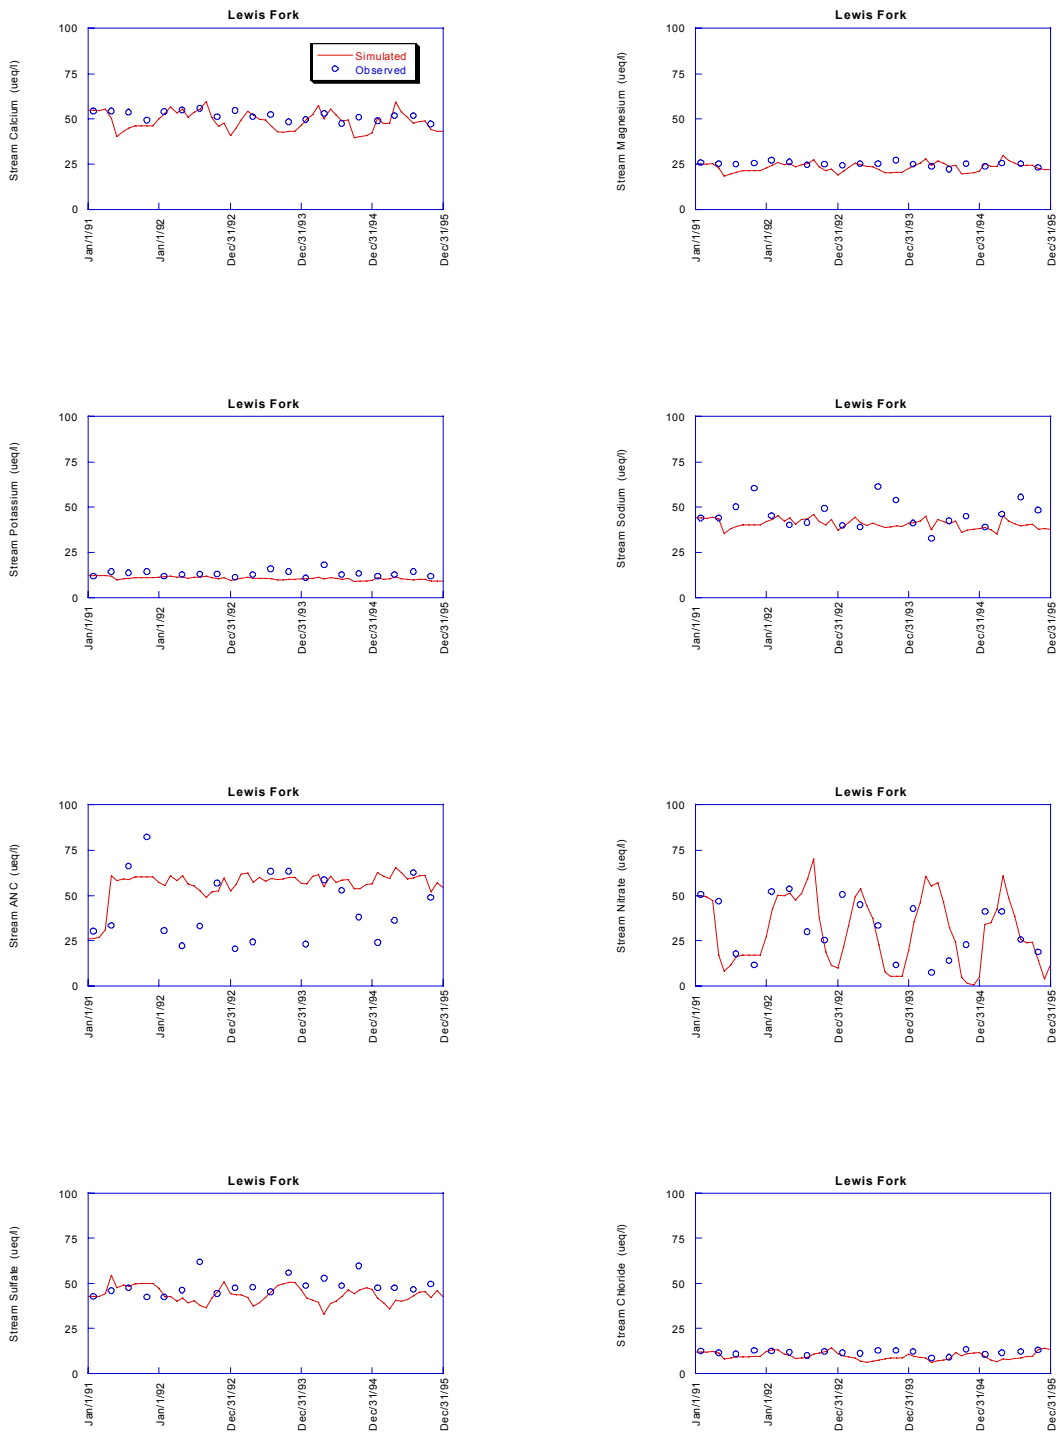 Lewis Fork
Stream Calcium (ueq/l)
100
75
50
25
0
Simulated
Observed
Jan/1/91
Jan/1/92
Dec/31/92
Dec/31/93
Dec/31/94
Dec/31/95
Lewis Fork
Stream Magnesium (ueq/l)
100
75
50
25
0
Jan/1/91
Jan/1/92
Dec/31/92
Dec/31/93
Dec/31/94
Dec/31/95
Lewis Fork
Stream Potassium (ueq/l)
100
75
50
25
0
Jan/1/91
Jan/1/92
Dec/31/92
Dec/31/93
Dec/31/94
Dec/31/95
Lewis Fork
Stream Sodium (ueq/l)
100
75
50
25
0
Jan/1/91
Jan/1/92
Dec/31/92
Dec/31/93
Dec/31/94
Dec/31/95
Lewis Fork
Stream ANC (ueq/l)
100
75
50
25
0
Jan/1/91
Jan/1/92
Dec/31/92
Dec/31/93
Dec/31/94
Dec/31/95
Lewis Fork
Stream Nitrate (ueq/l)
100
75
50
25
0
Jan/1/91
Jan/1/92
Dec/31/92
Dec/31/93
Dec/31/94
Dec/31/95
Lewis Fork
Stream Sulfate (ueq/l)
100
75
50
25
0
Jan/1/91
Jan/1/92
Dec/31/92
Dec/31/93
Dec/31/94
Dec/31/95
Lewis Fork
Stream Chloride (ueq/l)
100
75
50
25
0
Jan/1/91
Jan/1/92
Dec/31/92
Dec/31/93
Dec/31/94
Dec/31/95